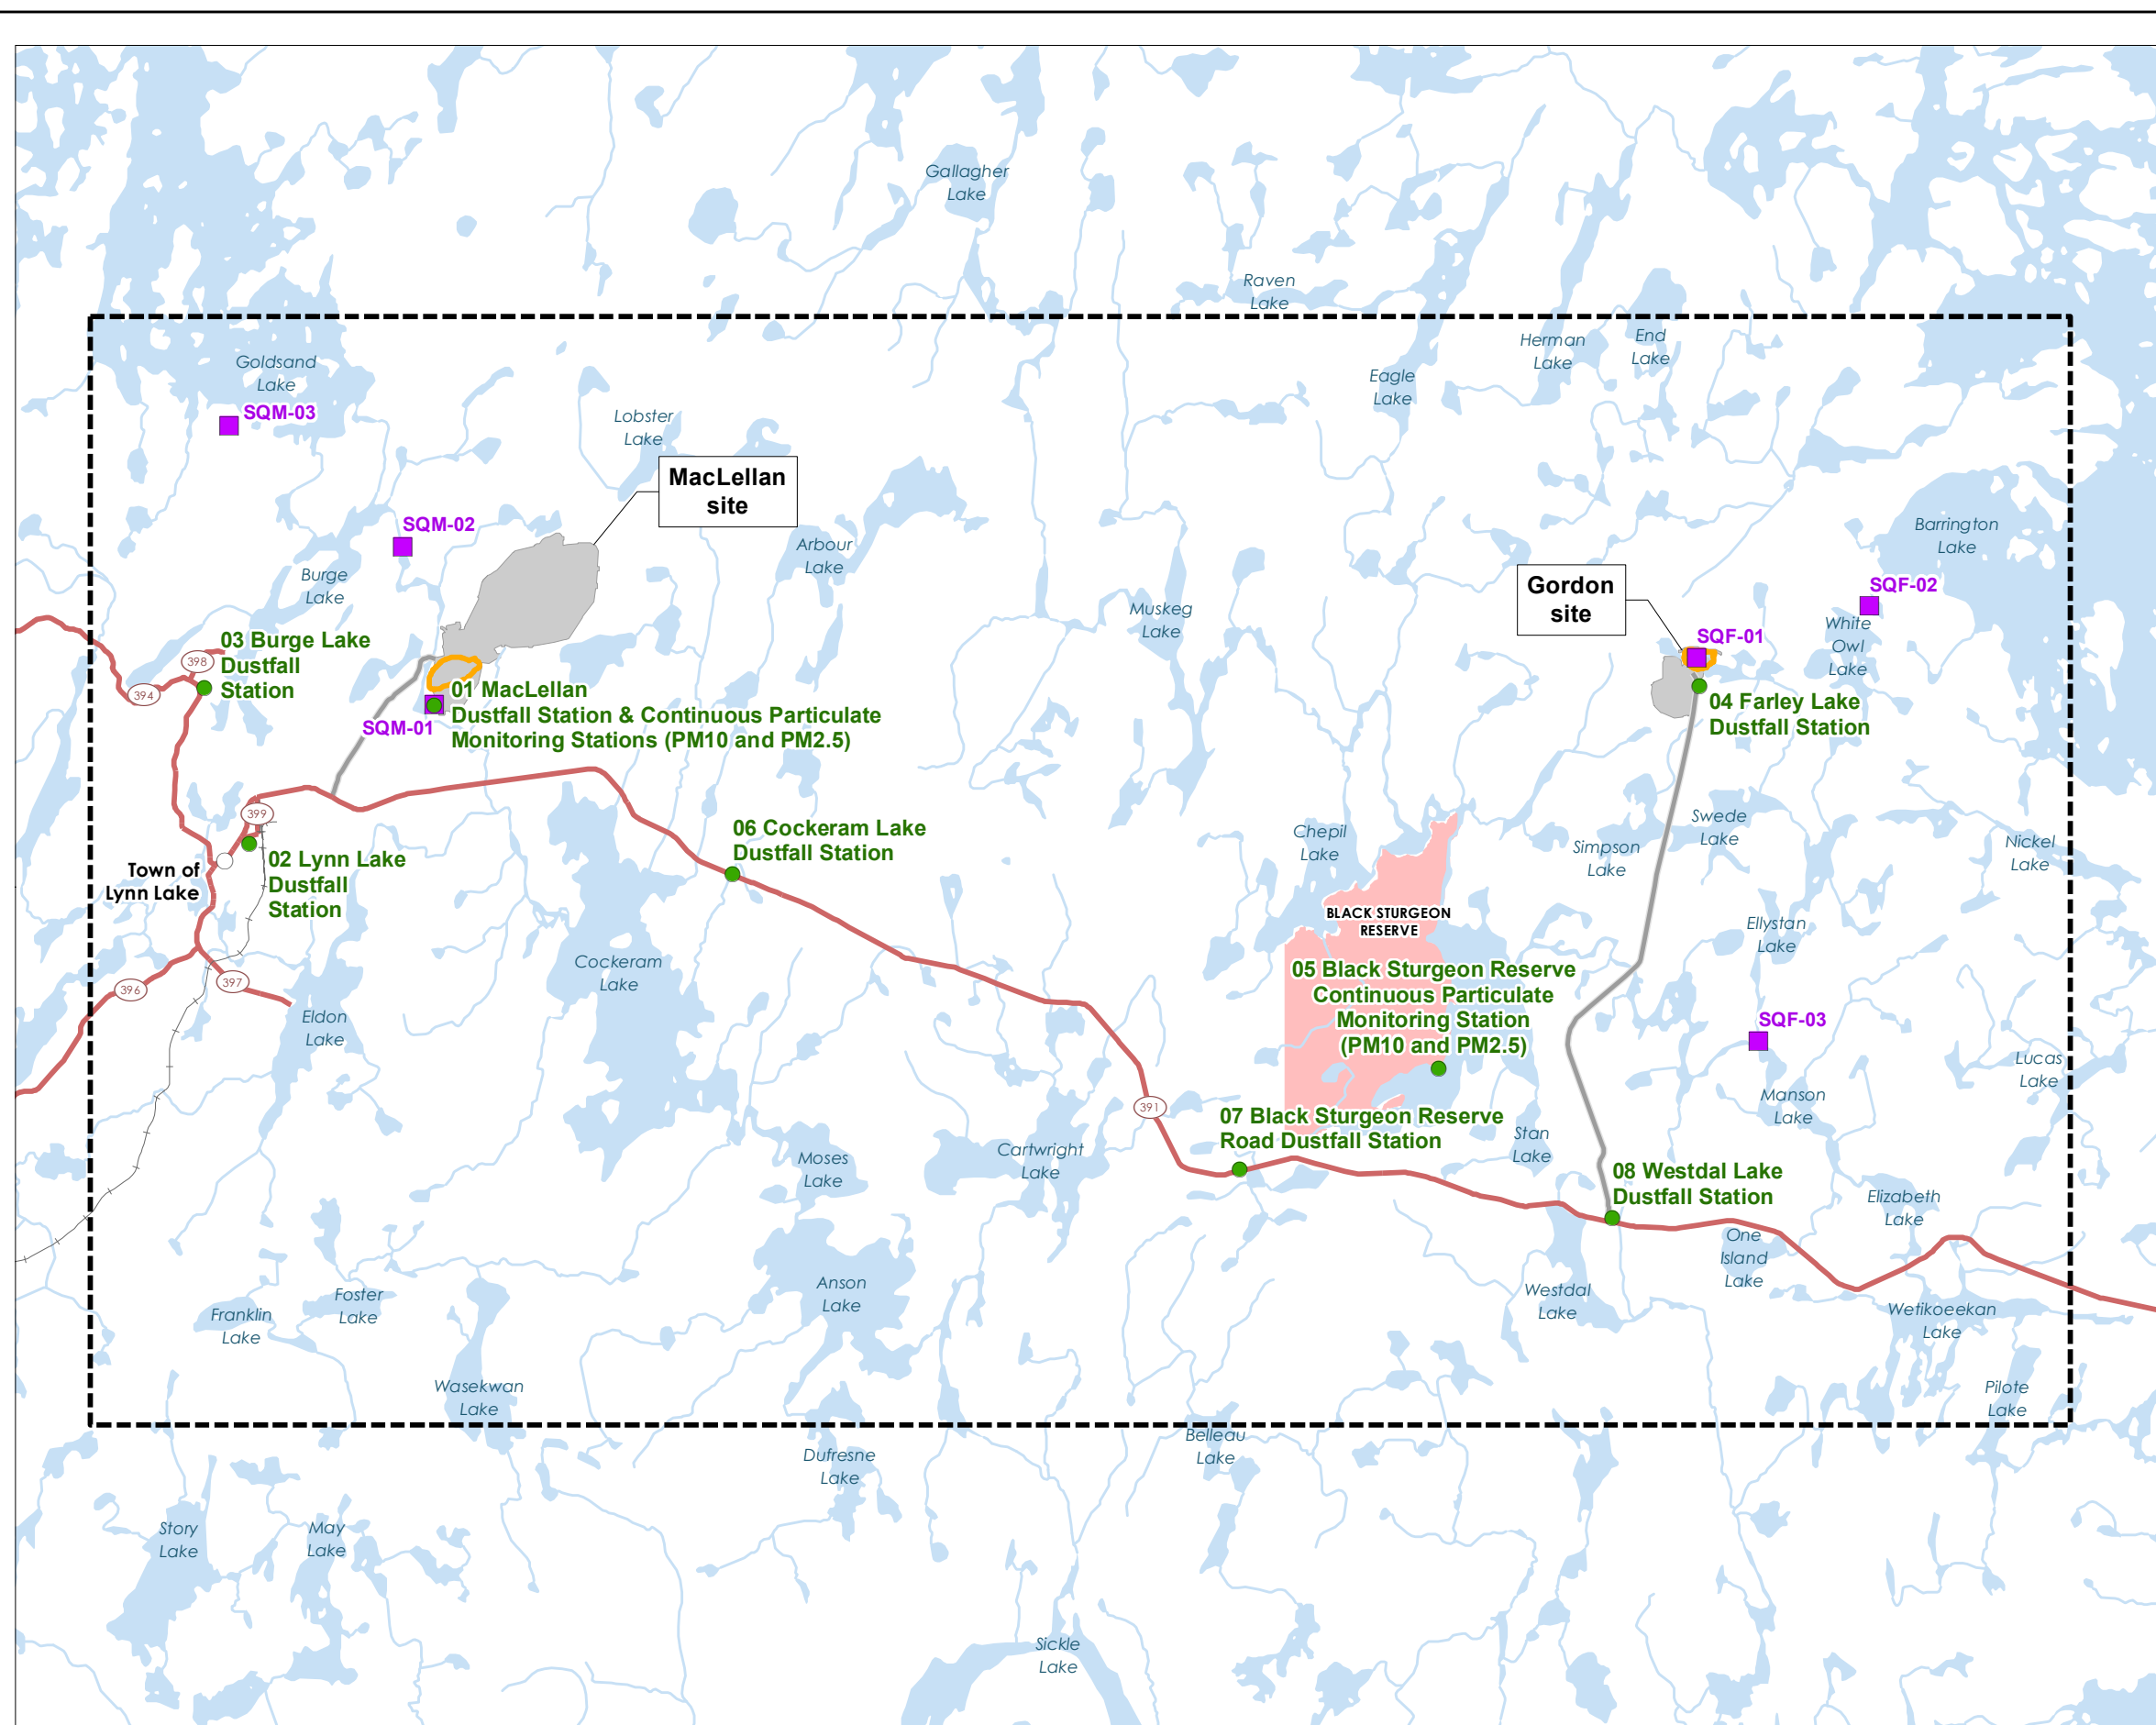 Gallagher
Lake
Raven
Lake
Herman
Lake
End
Lake
Goldsand
Lake
Eagle
Lake
SQM-03
Lobster
Lake
MacLellan
site
SQM-02
Barrington
Lake
Arbour
Lake
Burge
Lake
Gordon
site
SQF-02
Muskeg
Lake
White
Owl
Lake
SQF-01
03 Burge Lake
Dustfall
Station
398
394
01 MacLellan
Dustfall Station & Continuous Particulate
Monitoring Stations (PM10 and PM2.5)
SQM-01
04 Farley Lake
Dustfall Station
399
Swede
Lake
06 Cockeram Lake
Dustfall Station
Chepil
Lake
Simpson
Lake
Nickel
Lake
Town of
Lynn Lake
02 Lynn Lake
Dustfall
Station
BLACK STURGEON
RESERVE
Ellystan
Lake
Cockeram
Lake
05 Black Sturgeon Reserve
Continuous Particulate
Monitoring Station
(PM10 and PM2.5)
396
397
Eldon
Lake
SQF-03
Lucas
Lake
Manson
Lake
391
07 Black Sturgeon Reserve
Road Dustfall Station
Stan
Lake
Cartwright
Lake
Moses
Lake
08 Westdal Lake
Dustfall Station
Elizabeth
Lake
One
Island
Lake
Anson
Lake
Westdal
Lake
Foster
Lake
Franklin
Lake
Wetikoeekan
Lake
Wasekwan
Lake
Pilote
Lake
Belleau
Lake
Dufresne
Lake
Story
Lake
May
Lake
Sickle
Lake